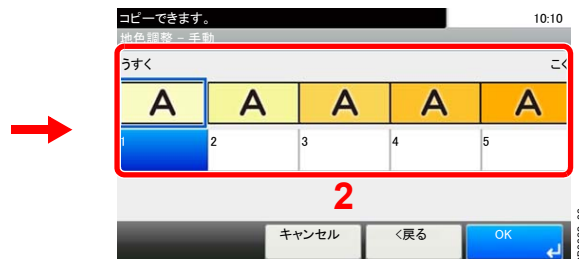 コピーできます。 10:10
地色調整 - 手動
うすく こく
A A A A A
1 2 3 4 5
2
キャンセル <戻る OK